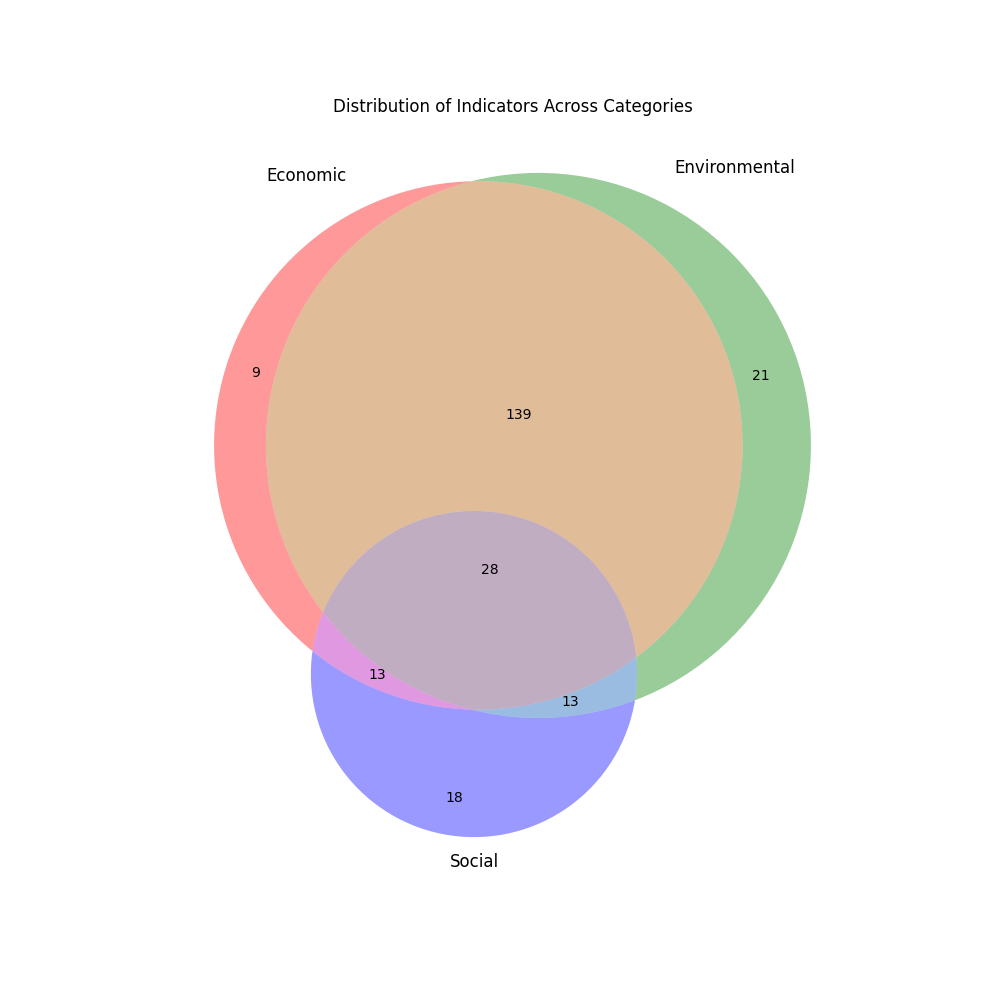 Distribution of Indicators Across Categories
Economic
Environmental
9
21
139
28
13
13
18
Social